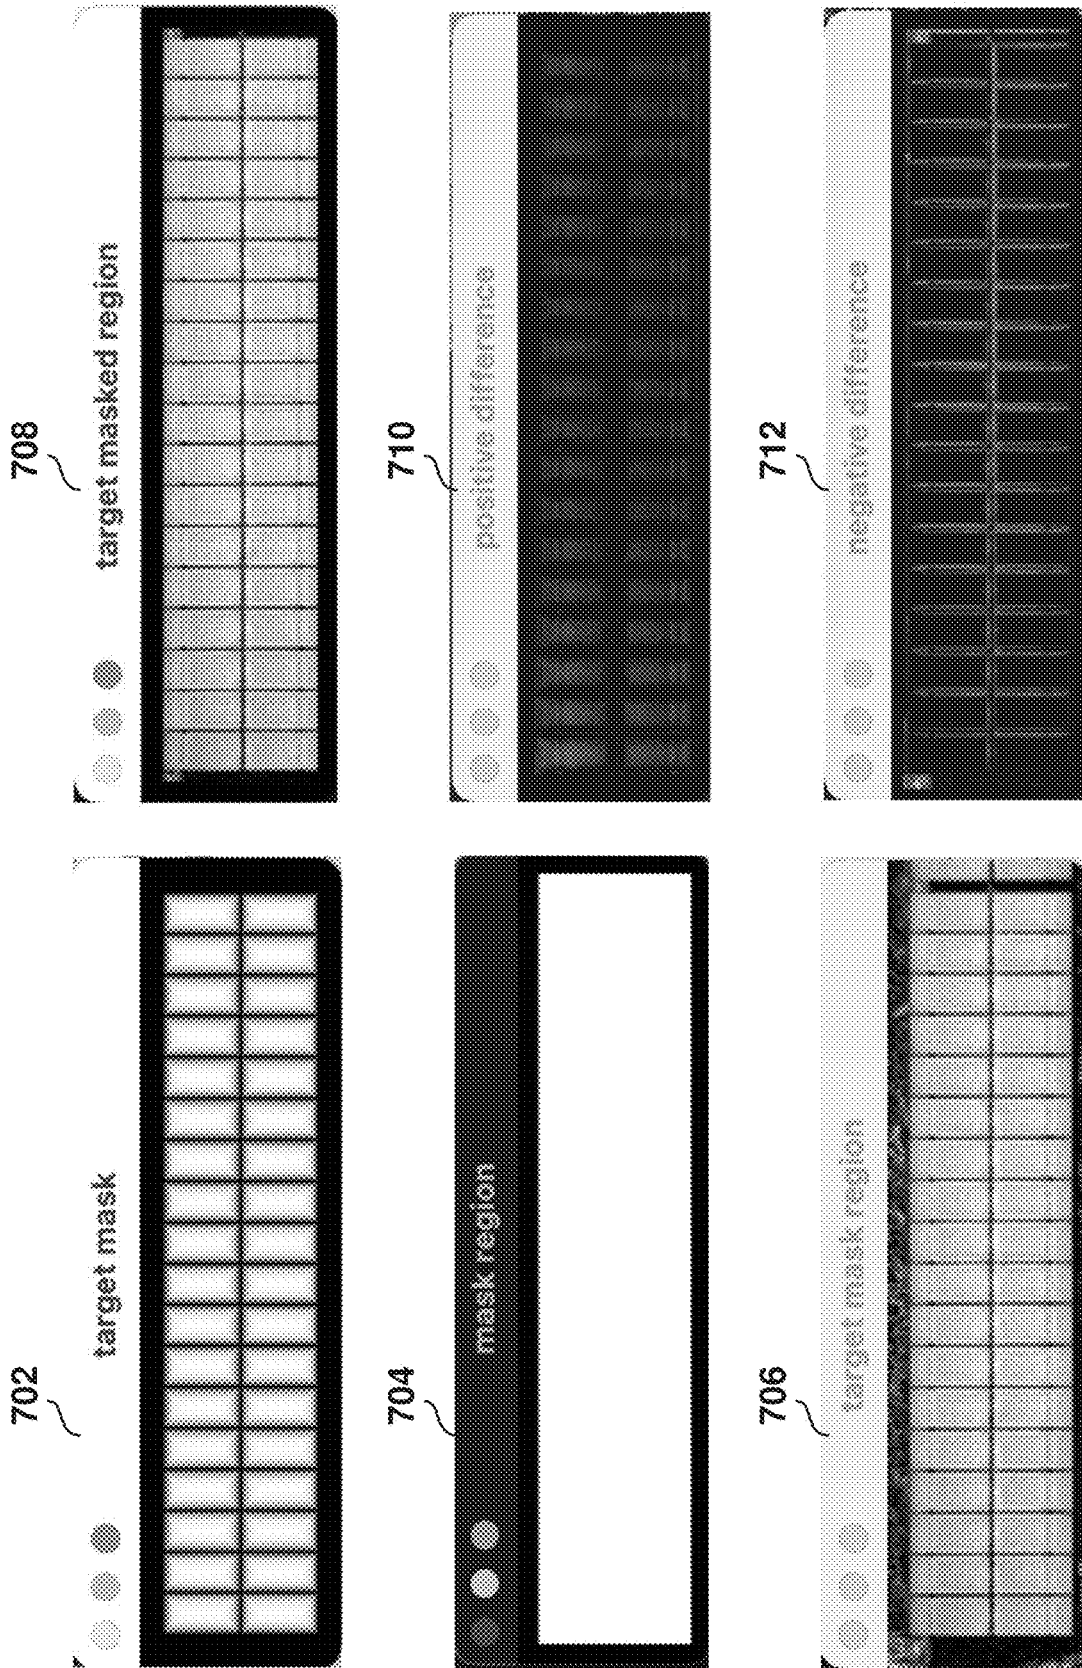 702
target mask
704
mask region
706
target mask region
708
target masked region
710
positive difference
712
negative difference